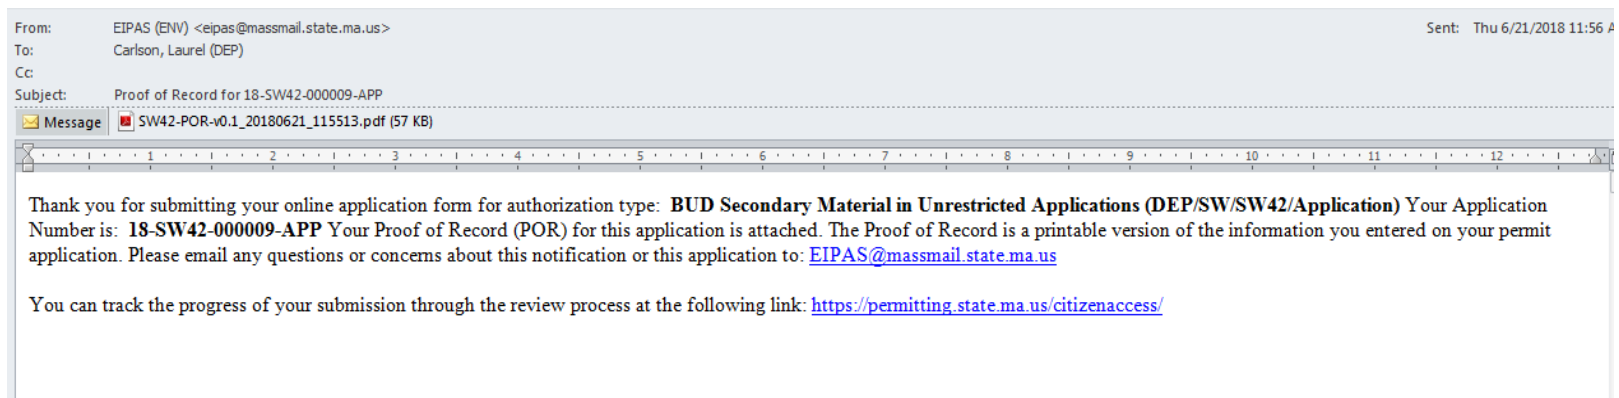 From: EIPAS (ENV) <eipas@massmail.state.ma.us> Sent: Thu 6/21/2018 11:56 A
To: Carlson, Laurel (DEP)
Cc:
Subject: Proof of Record for 18-SW42-000009-APP
Message SW42-POR-v0.1_20180621_115513.pdf (57 KB)
1 2 3 4 5 6 7 8 9 10 11 12
Thank you for submitting your online application form for authorization type: BUD Secondary Material in Unrestricted Applications (DEP/SW/SW42/Application) Your Application
Number is: 18-SW42-000009-APP Your Proof of Record (POR) for this application is attached. The Proof of Record is a printable version of the information you entered on your permit
application. Please email any questions or concerns about this notification or this application to: EIPAS@massmail.state.ma.us
You can track the progress of your submission through the review process at the following link: https://permitting.state.ma.us/citizenaccess/